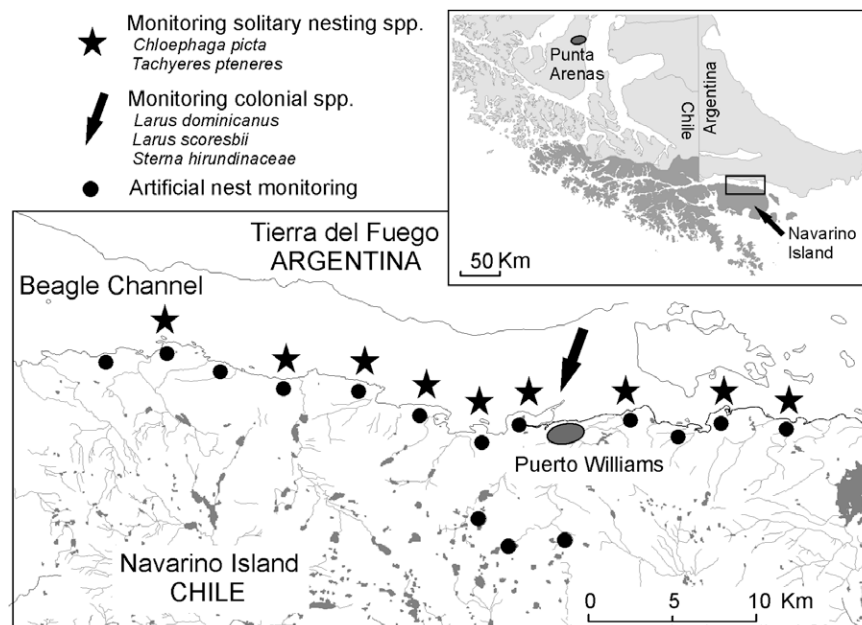 Monitoring solitary nesting spp.
Chloephaga picta
Tachyeres pteneres
Monitoring colonial spp.
Larus dominicanus
Larus scoresbii
Sterna hirundinaceae
Artificial nest monitoring
Punta
Arenas
Chile
Argentina
Navarino
Island
50 Km
Tierra del Fuego
ARGENTINA
Beagle Channel
Puerto Williams
Navarino Island
CHILE
0 5 10 Km